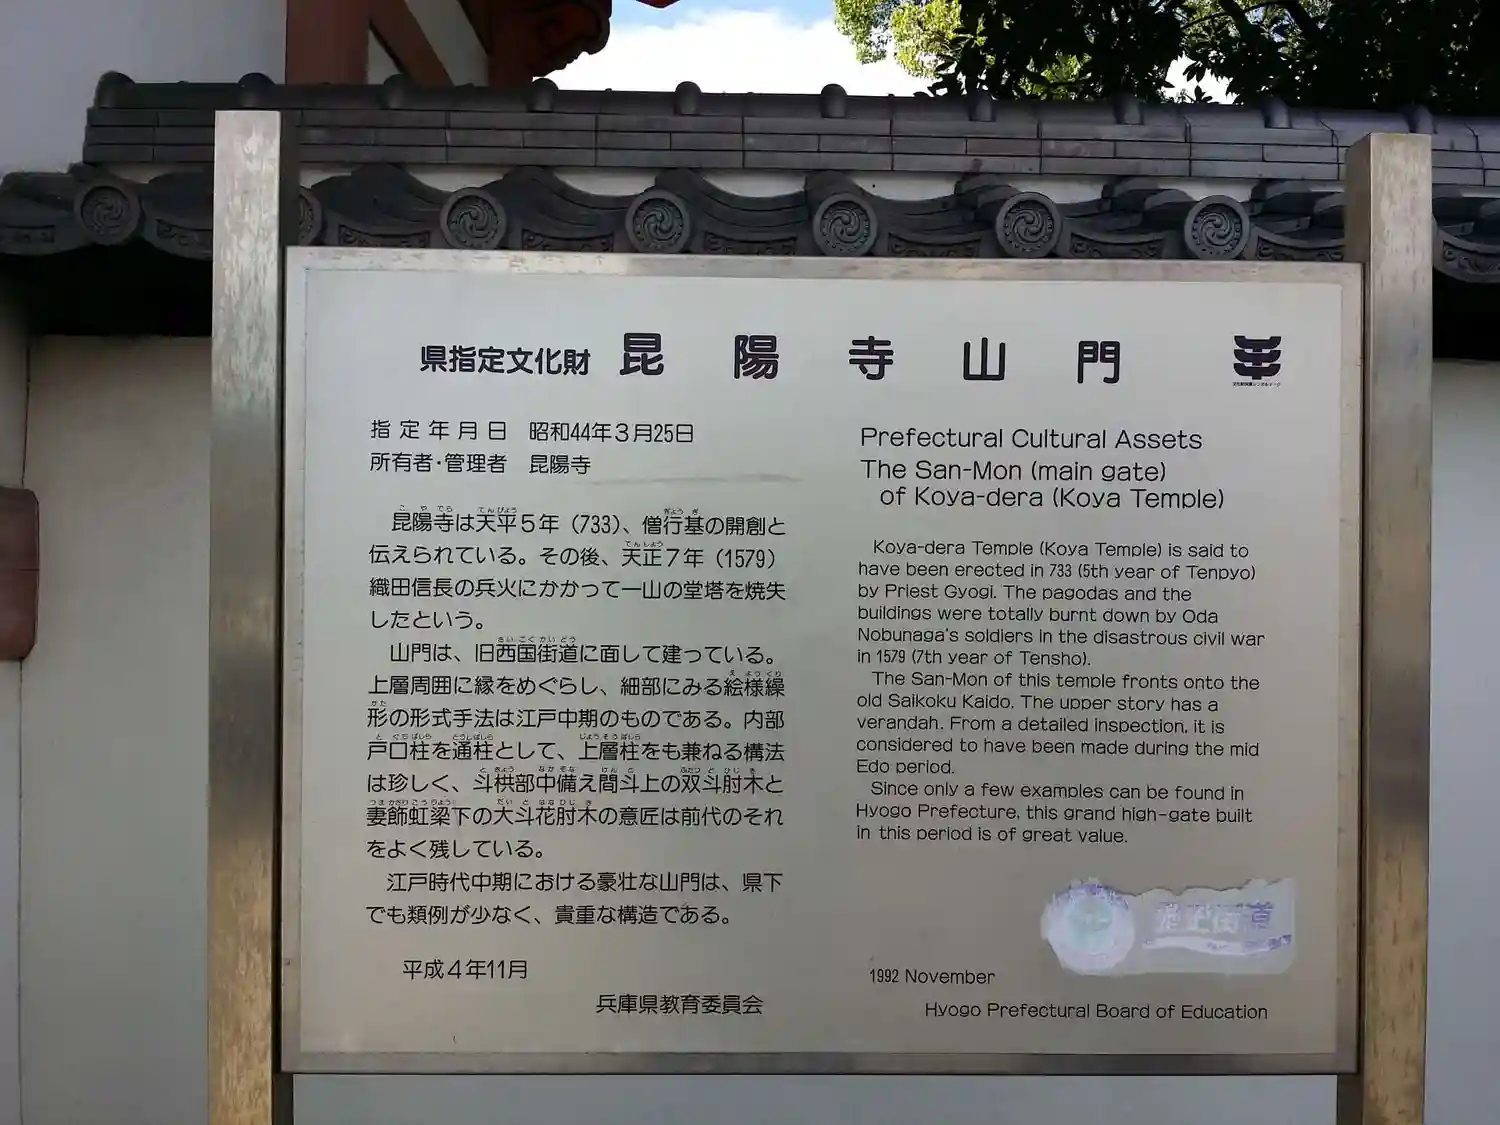 県指定文化財 昆陽寺山門
指定年月日 昭和44年3月25日
所有者・管理者 昆陽寺
昆陽寺は天平5年(733)、僧行基の開創と
伝えられている。その後、天正7年(1579)
織田信長の兵火にかかって一山の堂塔を焼失
したという。
山門は、旧西国街道に面して建っている。
上層周囲に縁をめぐらし、細部にみる絵様繰
形の形式手法は江戸中期のものである。内部
戸口柱を通柱として、上層柱をも兼ねる構法
は珍しく、斗栱部中備え間斗上の双斗肘木と
妻飾虹梁下の大斗花肘木の意匠は前代のそれ
をよく残している。
江戸時代中期における豪壮な山門は、県下
でも類例が少なく、貴重な構造である。
平成4年11月
兵庫県教育委員会
Prefectural Cultural Assets
The San-Mon (main gate)
of Koya-dera (Koya Temple)
Koya-dera Temple (Koya Temple) is said to
have been erected in 733 (5th year of Tenpyo)
by Priest Gyogi. The pagodas and the
buildings were totally burnt down by Oda
Nobunaga's soldiers in the disastrous civil war
in 1579 (7th year of Tensho).
The San-Mon of this temple fronts onto the
old Saikoku Kaido. The upper story has a
verandah. From a detailed inspection, it is
considered to have been made during the mid
Edo period.
Since only a few examples can be found in
Hyogo Prefecture, this grand high-gate built
in this period is of great value.
1992 November
Hyogo Prefectural Board of Education